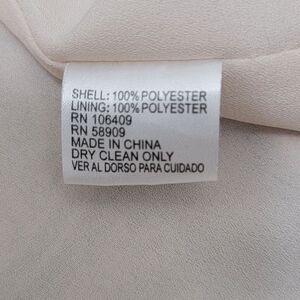 SHELL: 100% POLYESTER
LINING: 100% POLYESTER
RN 106409
RN 58909
MADE IN CHINA
DRY CLEAN ONLY
VER AL DORSO PARA CUIDADO